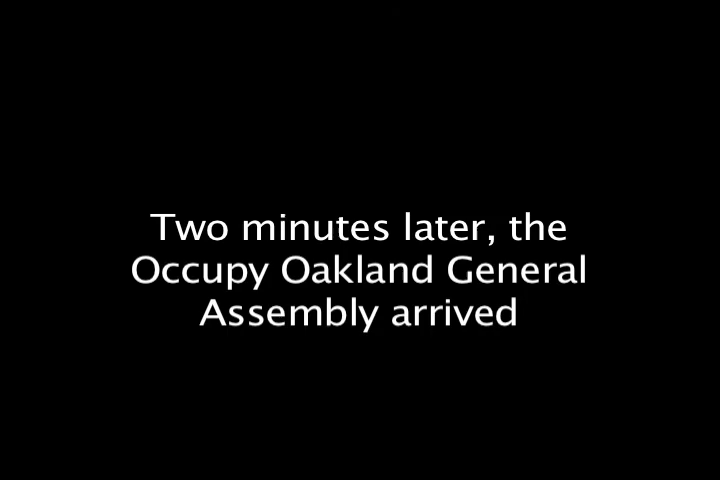 Two minutes later, the
Occupy Oakland General
Assembly arrived